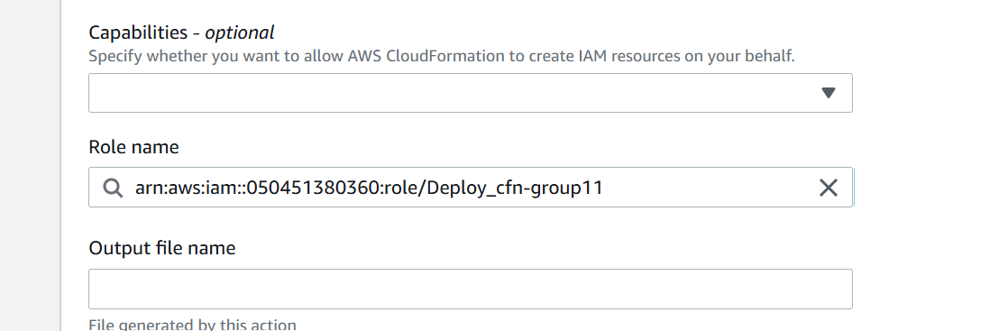 Capabilities - optional
Specify whether you want to allow AWS CloudFormation to create IAM resources on your behalf.
Role name
arn:aws:iam::050451380360:role/Deploy_cfn-group11
Output file name
File generated by this action